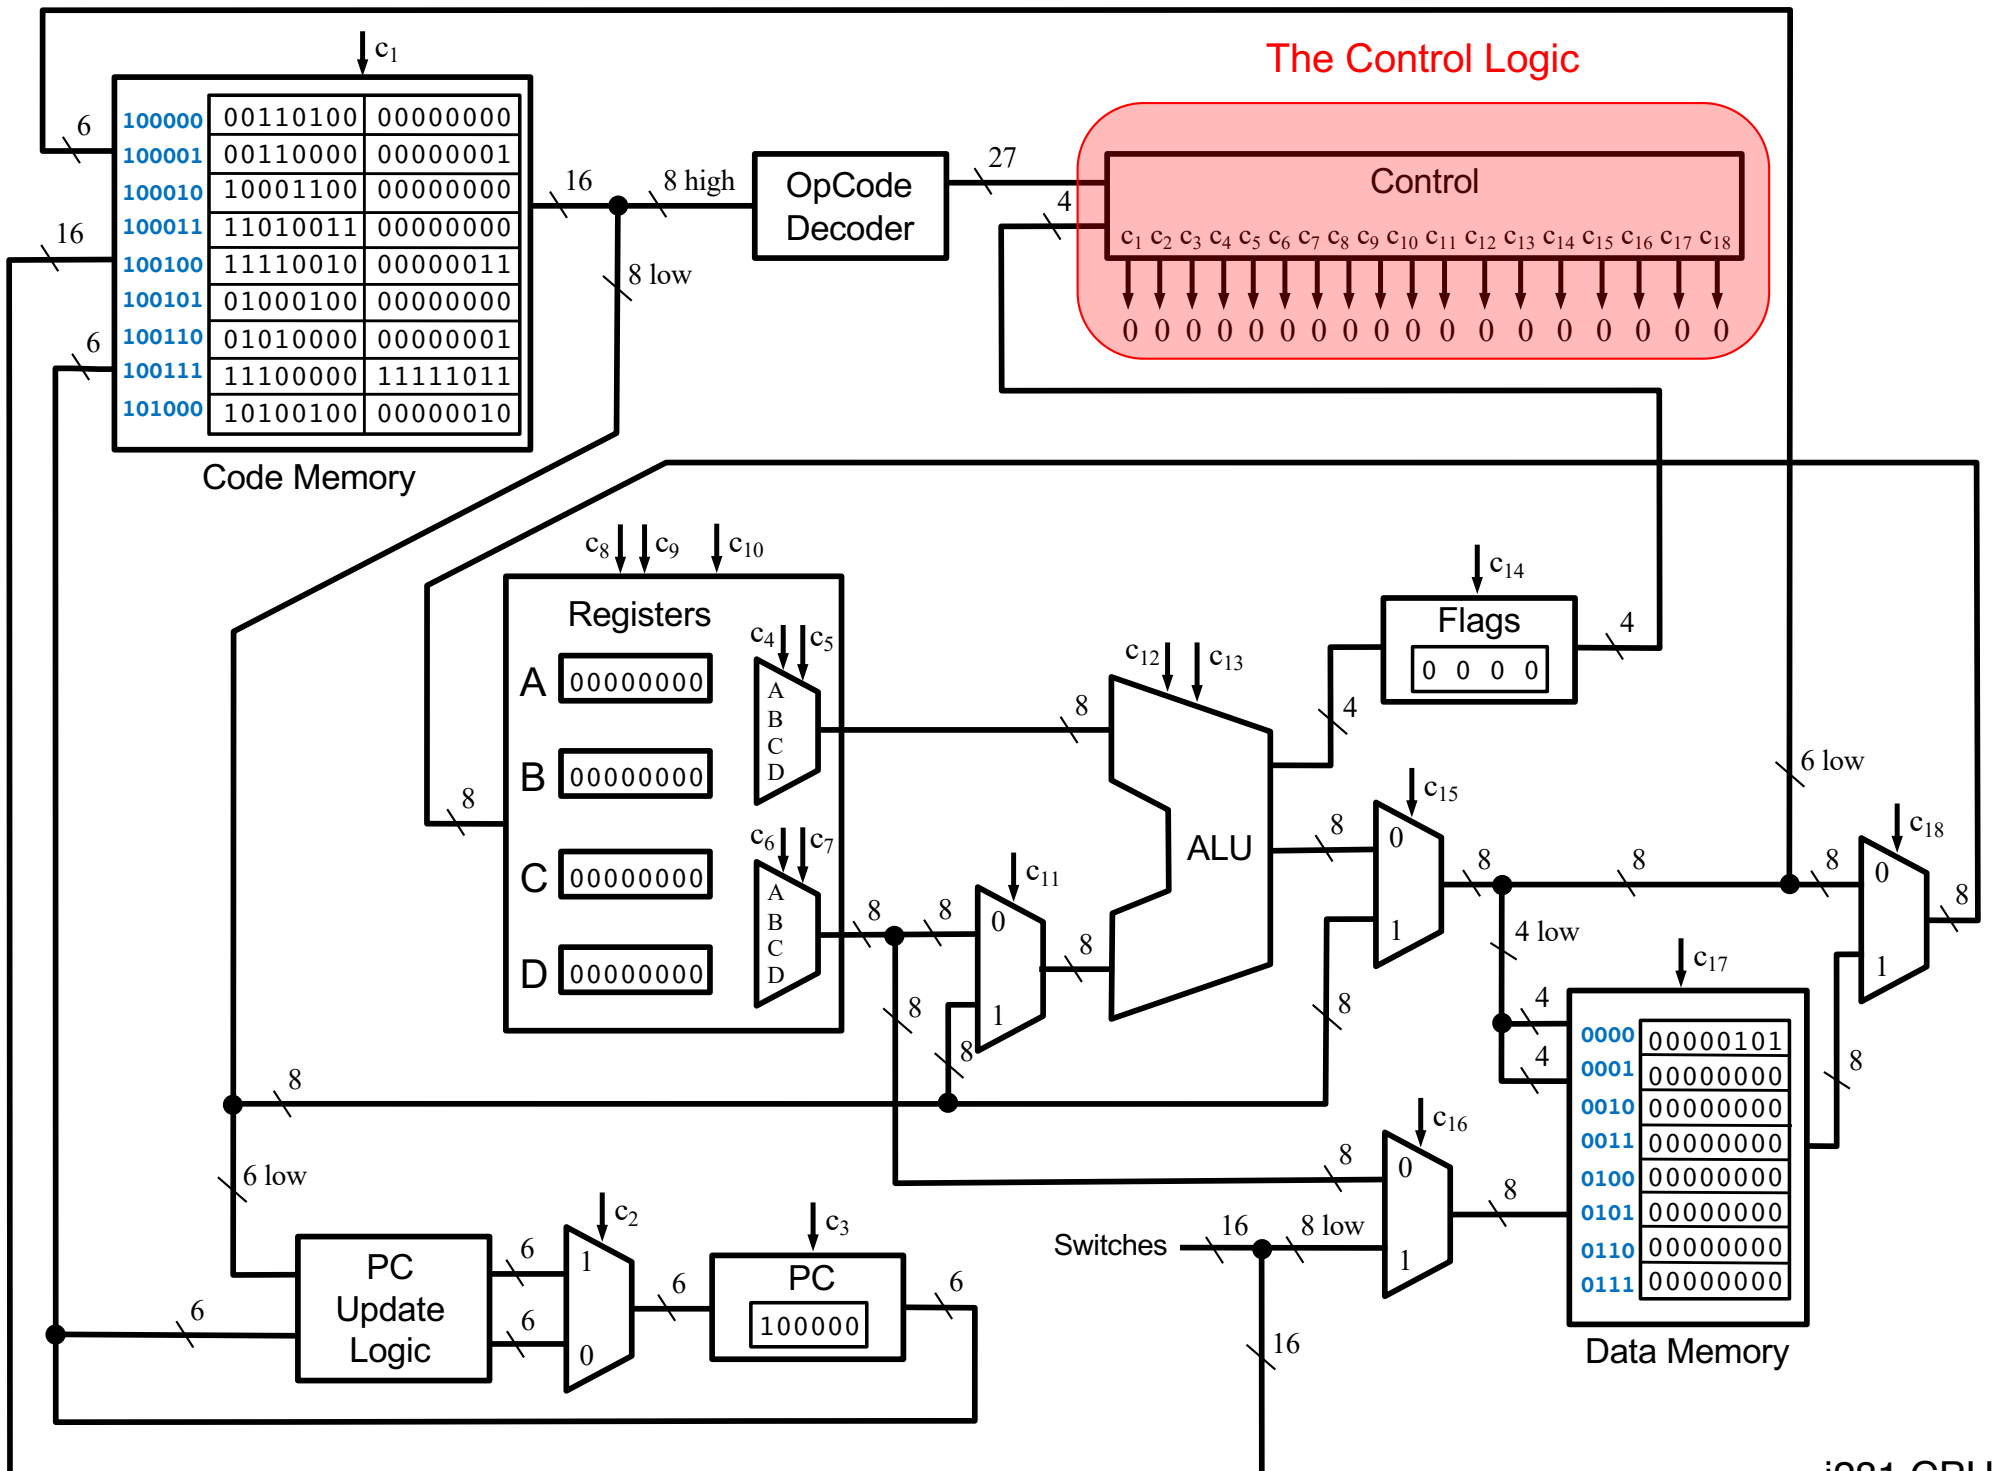 The Control Logic
c1
100000 00110100 00000000
100001 00110000 00000001
100010 10001100 00000000
100011 11010011 00000000
100100 11110010 00000011
100101 01000100 00000000
100110 01010000 00000001
100111 11100000 11111011
101000 10100100 00000010
Code Memory
6
16
6
16
8 high
8 low
OpCode
Decoder
27
4
Control
c1 c2 c3 c4 c5 c6 c7 c8 c9 c10 c11 c12 c13 c14 c15 c16 c17 c18
0 0 0 0 0 0 0 0 0 0 0 0 0 0 0 0 0 0
c8 c9 c10
Registers
A 00000000
B 00000000
C 00000000
D 00000000
c4 c5
A
B
C
D
c6 c7
A
B
C
D
8
8
8
8
8
c11
0
1
8
8
8
c12 c13
ALU
c14
Flags
0 0 0 0
4
4
8
c15
0
1
8
8
8
6 low
8
c18
0
1
8
4 low
4
4
c17
0000 00000101
0001 00000000
0010 00000000
0011 00000000
0100 00000000
0101 00000000
0110 00000000
0111 00000000
Data Memory
8
8
c16
0
1
8
8
Switches
16
8 low
16
6 low
PC
Update
Logic
6
6
6
c2
1
0
6
c3
PC
100000
6